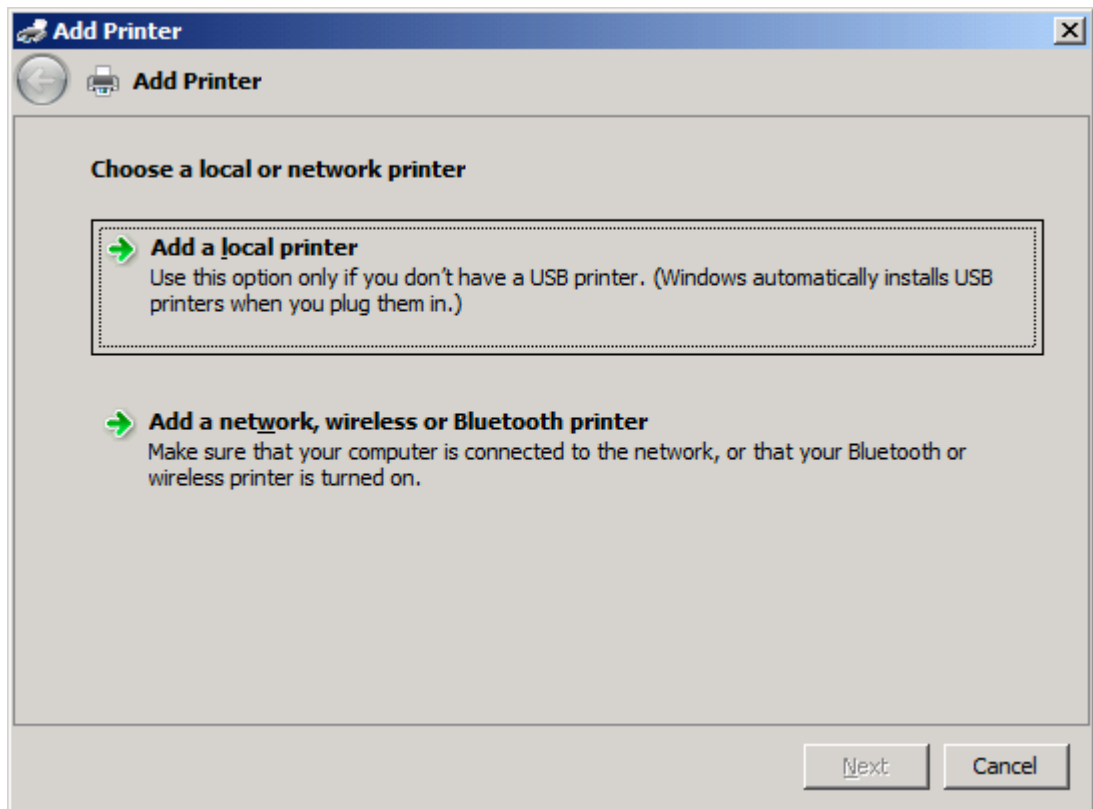 Add Printer
Add Printer
Choose a local or network printer
Add a local printer
Use this option only if you don't have a USB printer. (Windows automatically installs USB
printers when you plug them in.)
Add a network, wireless or Bluetooth printer
Make sure that your computer is connected to the network, or that your Bluetooth or
wireless printer is turned on.
Next
Cancel